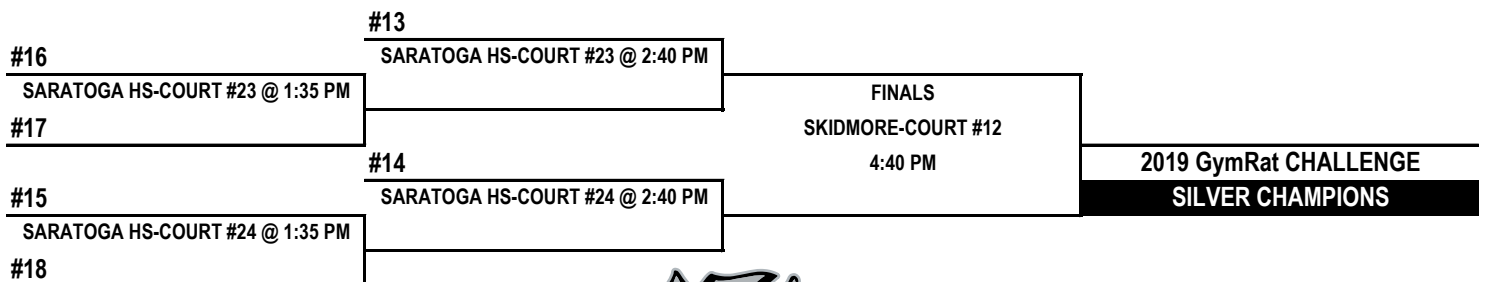 #13
#16
SARATOGA HS-COURT #23 @ 2:40 PM
SARATOGA HS-COURT #23 @ 1:35 PM
FINALS
#17
SKIDMORE-COURT #12
#14
4:40 PM
2019 GymRat CHALLENGE
#15
SARATOGA HS-COURT #24 @ 2:40 PM
SILVER CHAMPIONS
SARATOGA HS-COURT #24 @ 1:35 PM
#18